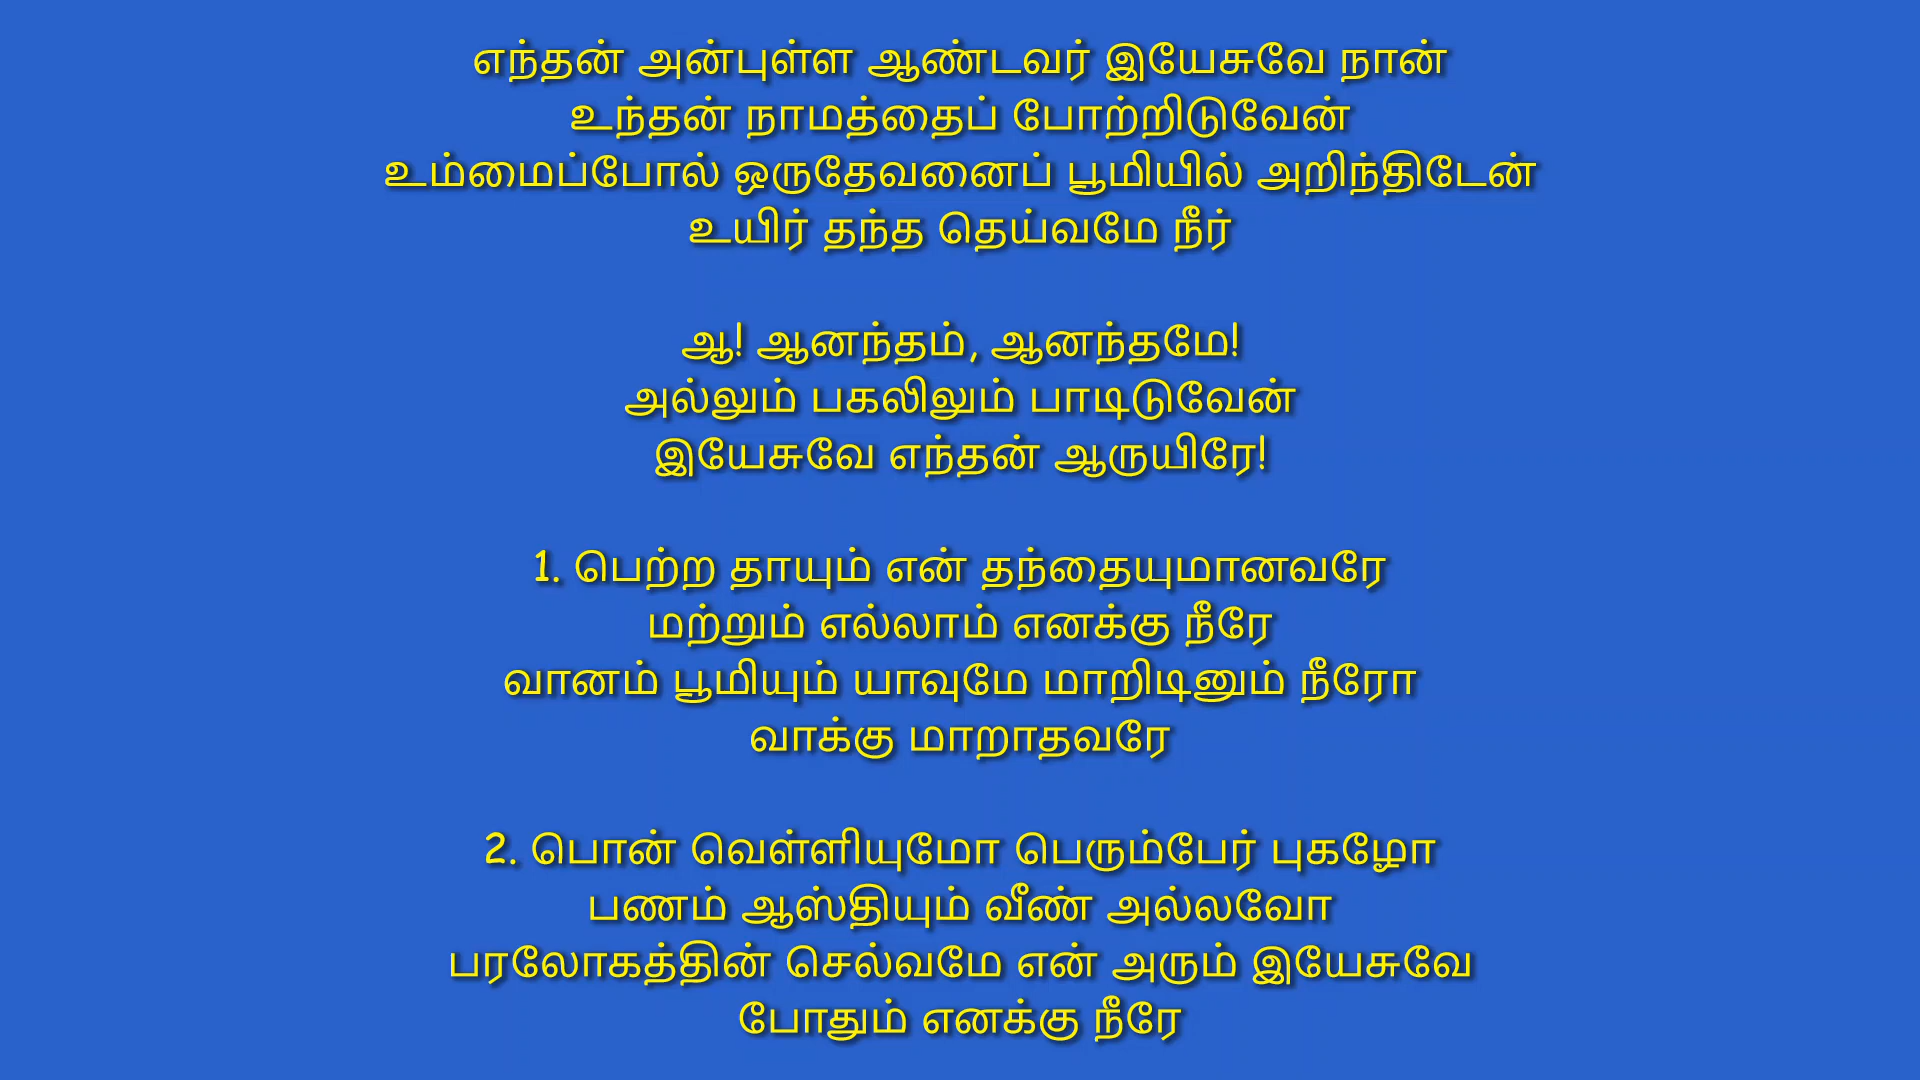 எந்தன் அன்புள்ள ஆண்டவர் இயேசுவே நான்
உந்தன் நாமத்தைப் போற்றிடுவேன்
உம்மைப்போல் ஒருதேவனைப் பூமியில் அறிந்திடேன்
உயிர் தந்த தெய்வமே நீர்
ஆ! ஆனந்தம், ஆனந்தமே!
அல்லும் பகலிலும் பாடிடுவேன்
இயேசுவே எந்தன் ஆருயிரே!
1. பெற்ற தாயும் என் தந்தையுமானவரே
மற்றும் எல்லாம் எனக்கு நீரே
வானம் பூமியும் யாவுமே மாறிடினும் நீரோ
வாக்கு மாறாதவரே
2. பொன் வெள்ளியுமோ பெரும்பேர் புகழோ
பணம் ஆஸ்தியும் வீண் அல்லவோ
பரலோகத்தின் செல்வமே என் அரும் இயேசுவே
போதும் எனக்கு நீரே